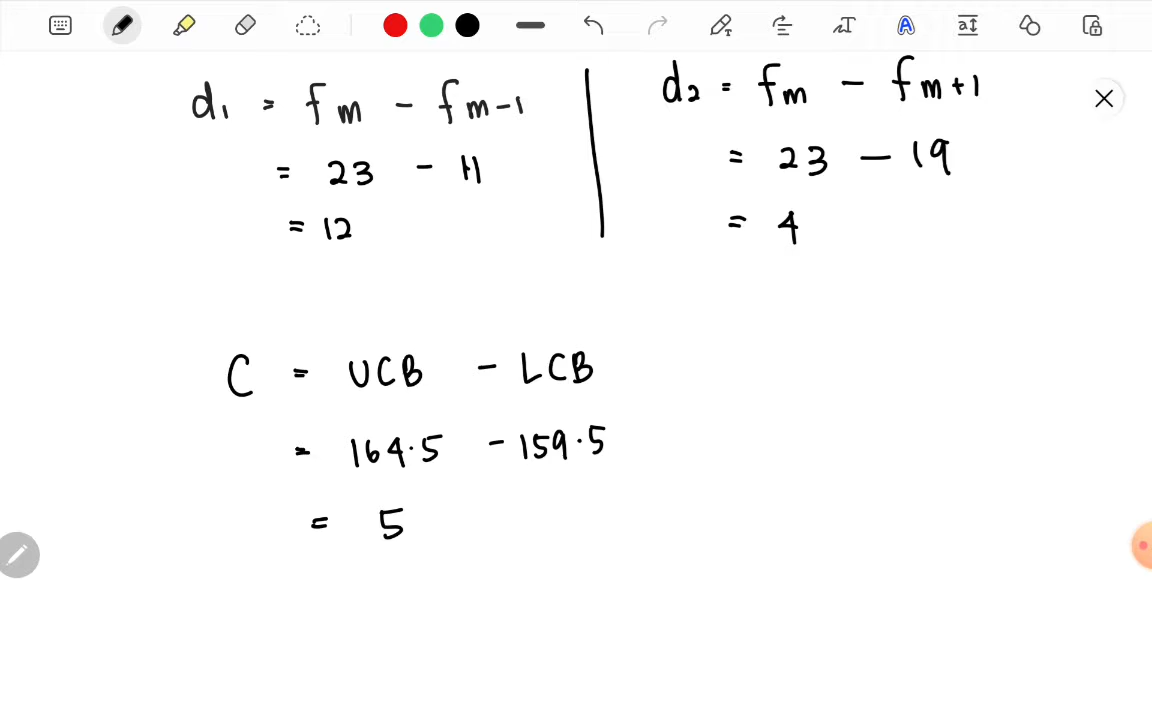 d₁ = fm - fm-1
= 23 - 11
= 12
d₂ = fm - fm+1
= 23 - 19
= 4
C = UCB - LCB
= 164.5 - 159.5
= 5